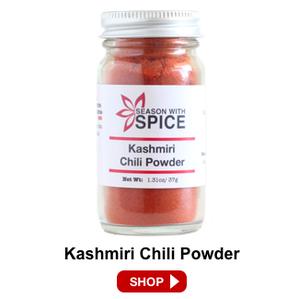 SEASON WITH
SPICE
Kashmiri
Chili Powder
Net Wt: 1.31oz/ 37g
Kashmiri Chili Powder
SHOP